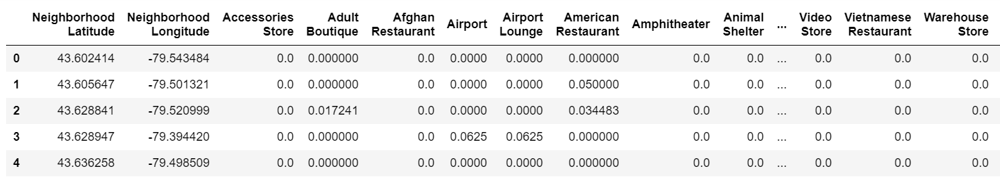 Neighborhood Latitude Neighborhood Longitude Accessories Store Adult Boutique Afghan Restaurant Airport Airport Lounge American Restaurant Amphitheater Animal Shelter ... Video Store Vietnamese Restaurant Warehouse Store
0 43.602414 -79.543484 0.0 0.000000 0.0 0.0000 0.0000 0.000000 0.0 0.0 ... 0.0 0.0 0.0
1 43.605647 -79.501321 0.0 0.000000 0.0 0.0000 0.0000 0.050000 0.0 0.0 ... 0.0 0.0 0.0
2 43.628841 -79.520999 0.0 0.017241 0.0 0.0000 0.0000 0.034483 0.0 0.0 ... 0.0 0.0 0.0
3 43.628947 -79.394420 0.0 0.000000 0.0 0.0625 0.0625 0.000000 0.0 0.0 ... 0.0 0.0 0.0
4 43.636258 -79.498509 0.0 0.000000 0.0 0.0000 0.0000 0.000000 0.0 0.0 ... 0.0 0.0 0.0